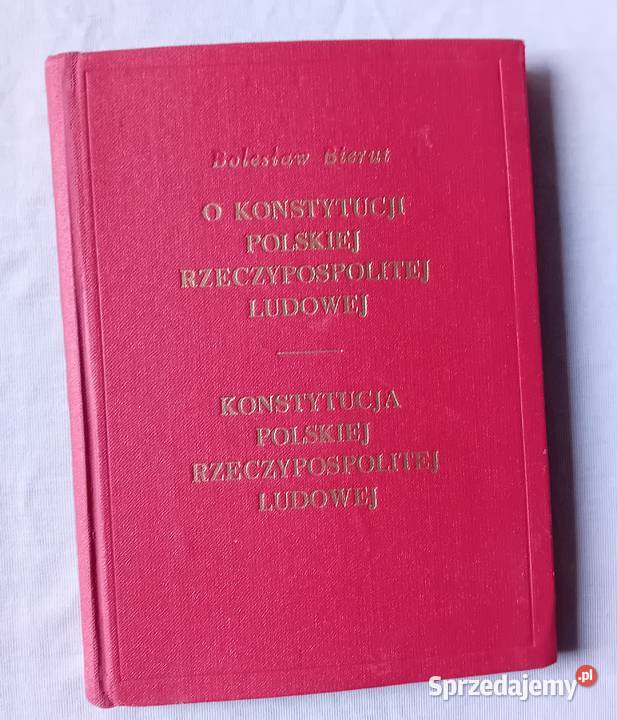 Bolesław Bierut
O KONSTYTUCJI
POLSKIEJ
RZECZYPOSPOLITEJ
LUDOWEJ
KONSTYTUCJA
POLSKIEJ
RZECZYPOSPOLITEJ
LUDOWEJ
Sprzedajemy.pl